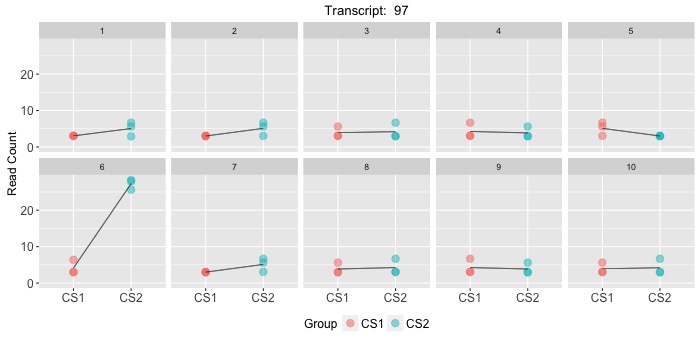 Transcript: 97
1 2 3 4 5
20
10
0
Read Count
6 7 8 9 10
20
10
0
CS1 CS2 CS1 CS2 CS1 CS2 CS1 CS2 CS1 CS2
Group CS1 CS2